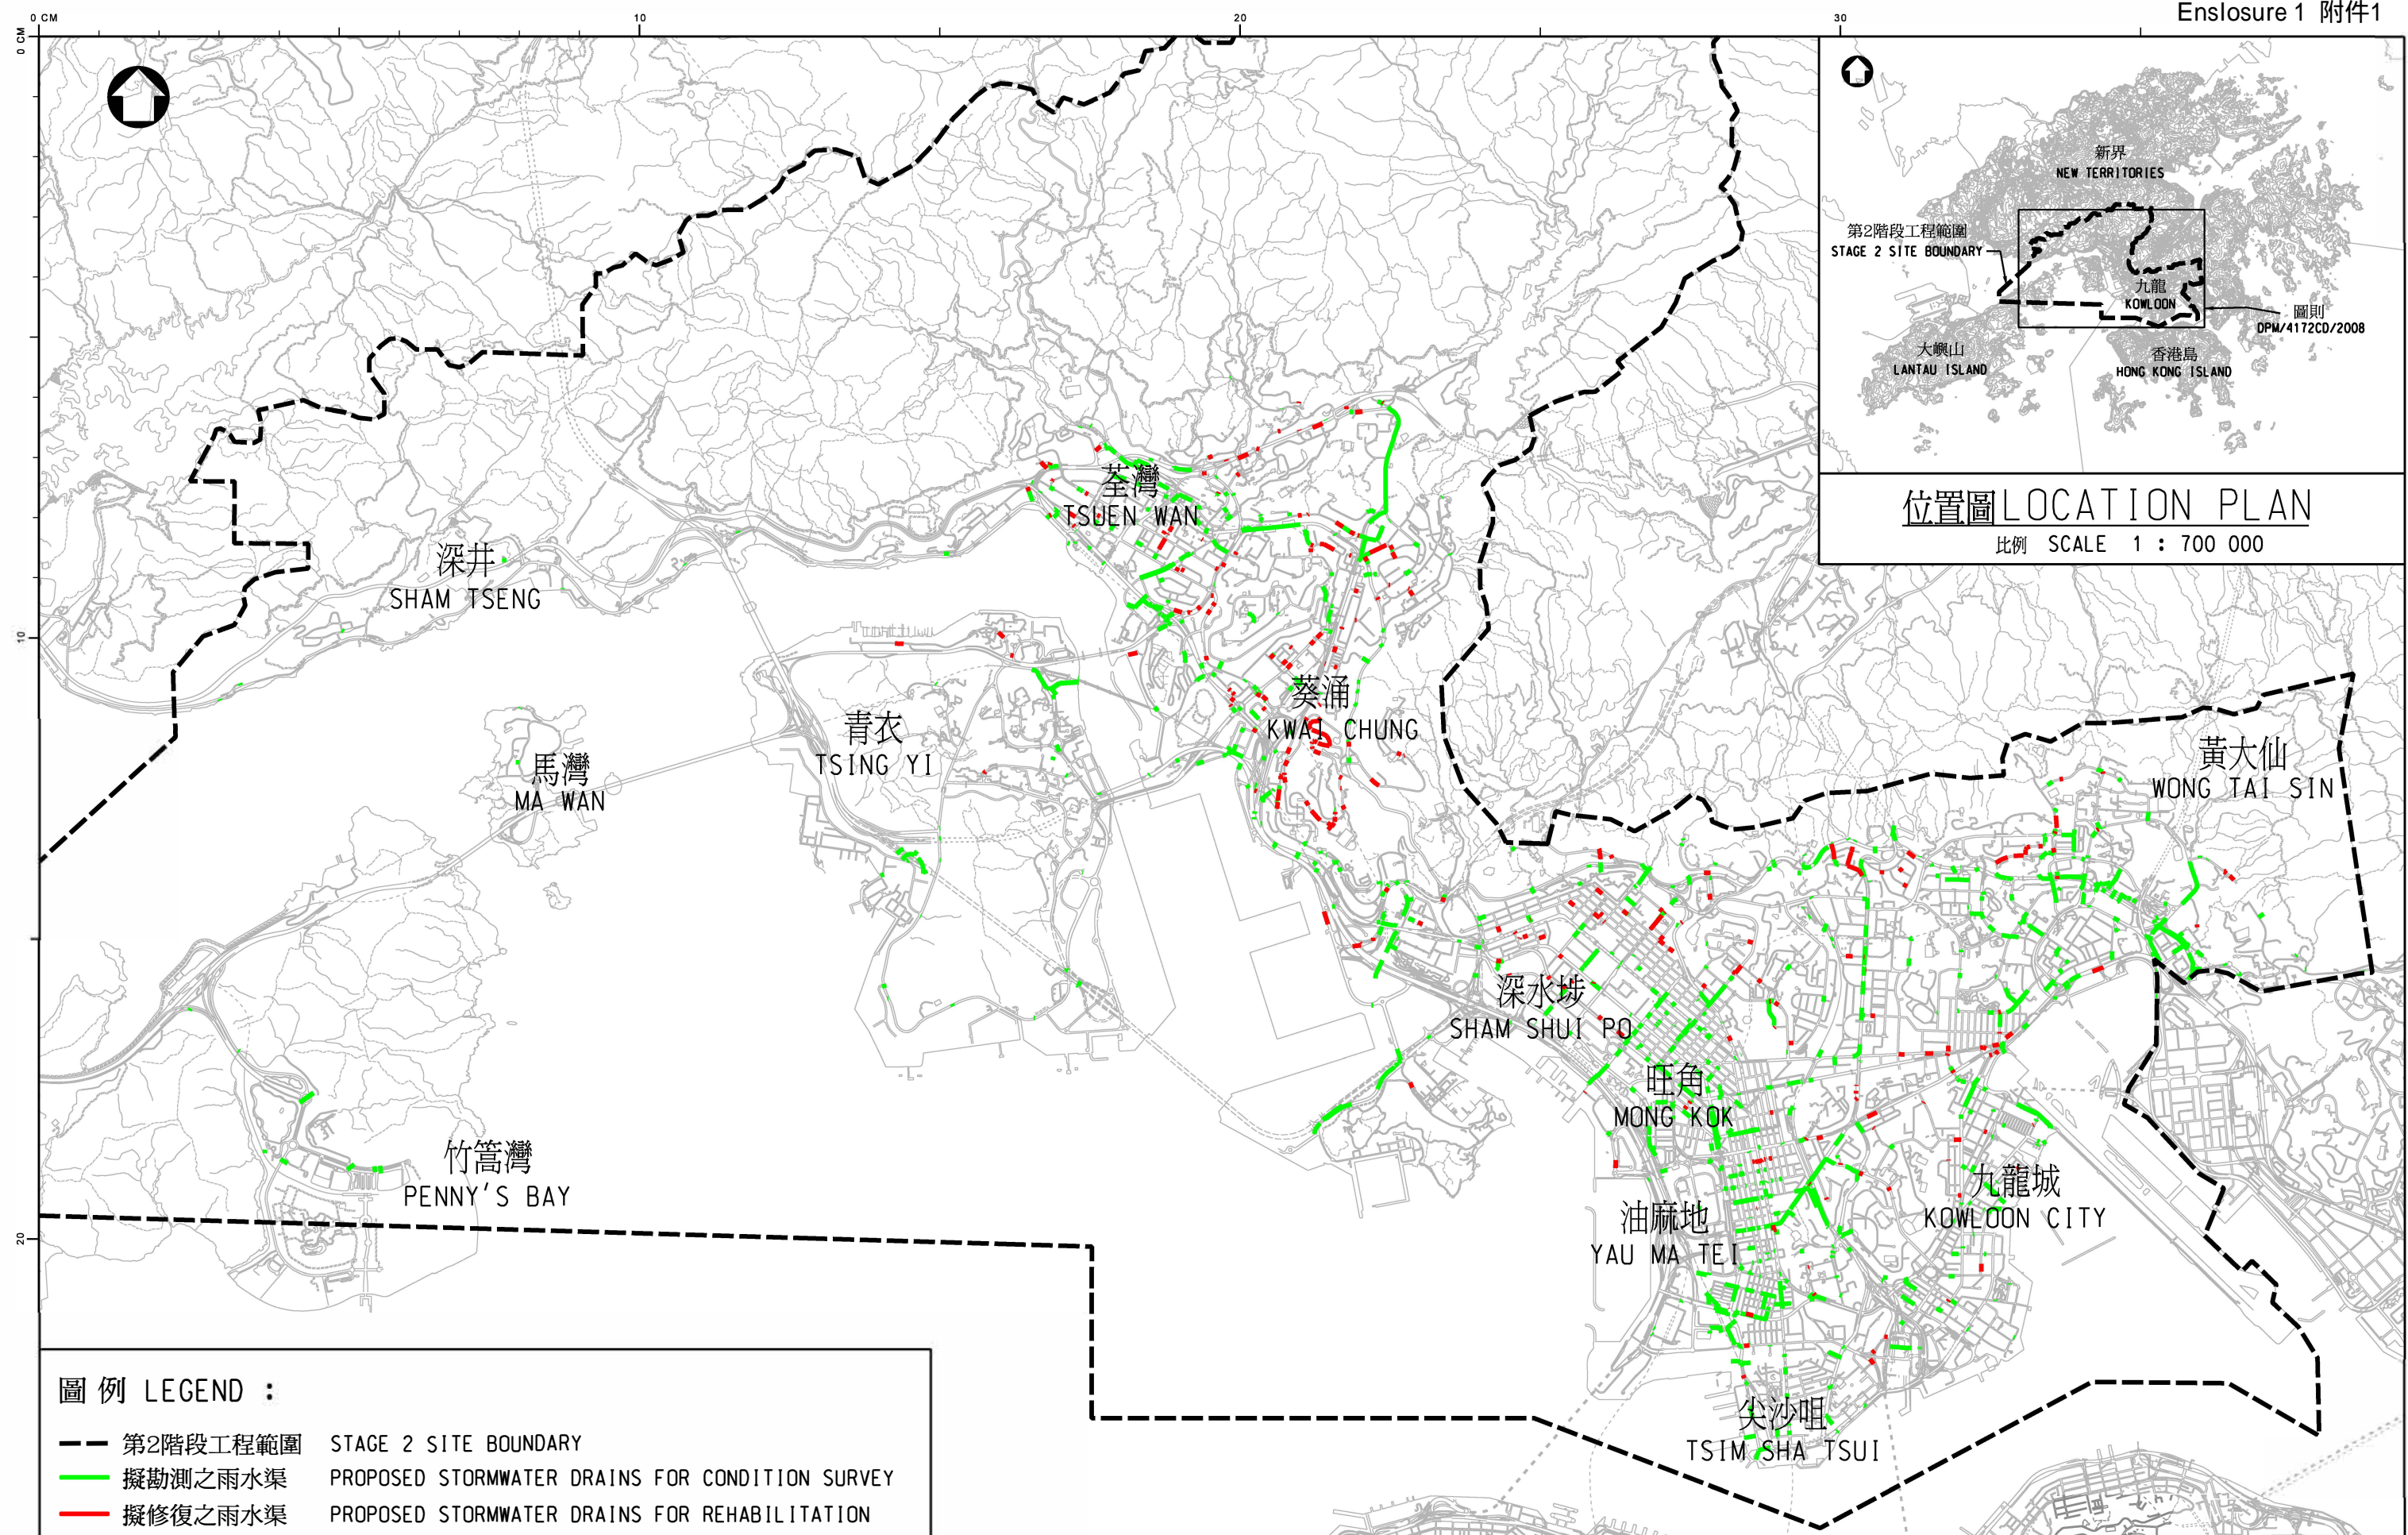 Enslosure 1 附件1
0 CM 10 20 30
0 CM
10
20
新界
NEW TERRITORIES
第2階段工程範圍
STAGE 2 SITE BOUNDARY
九龍
KOWLOON
圖則
DPM/4172CD/2008
大嶼山
LANTAU ISLAND
香港島
HONG KONG ISLAND
位置圖 LOCATION PLAN
比例 SCALE 1 : 700 000
荃灣
TSUEN WAN
深井
SHAM TSENG
葵涌
KWAI CHUNG
青衣
TSING YI
馬灣
MA WAN
黃大仙
WONG TAI SIN
深水埗
SHAM SHUI PO
旺角
MONG KOK
竹篙灣
PENNY'S BAY
九龍城
KOWLOON CITY
油麻地
YAU MA TEI
尖沙咀
TSIM SHA TSUI
圖例 LEGEND :
第2階段工程範圍 STAGE 2 SITE BOUNDARY
擬勘測之雨水渠 PROPOSED STORMWATER DRAINS FOR CONDITION SURVEY
擬修復之雨水渠 PROPOSED STORMWATER DRAINS FOR REHABILITATION